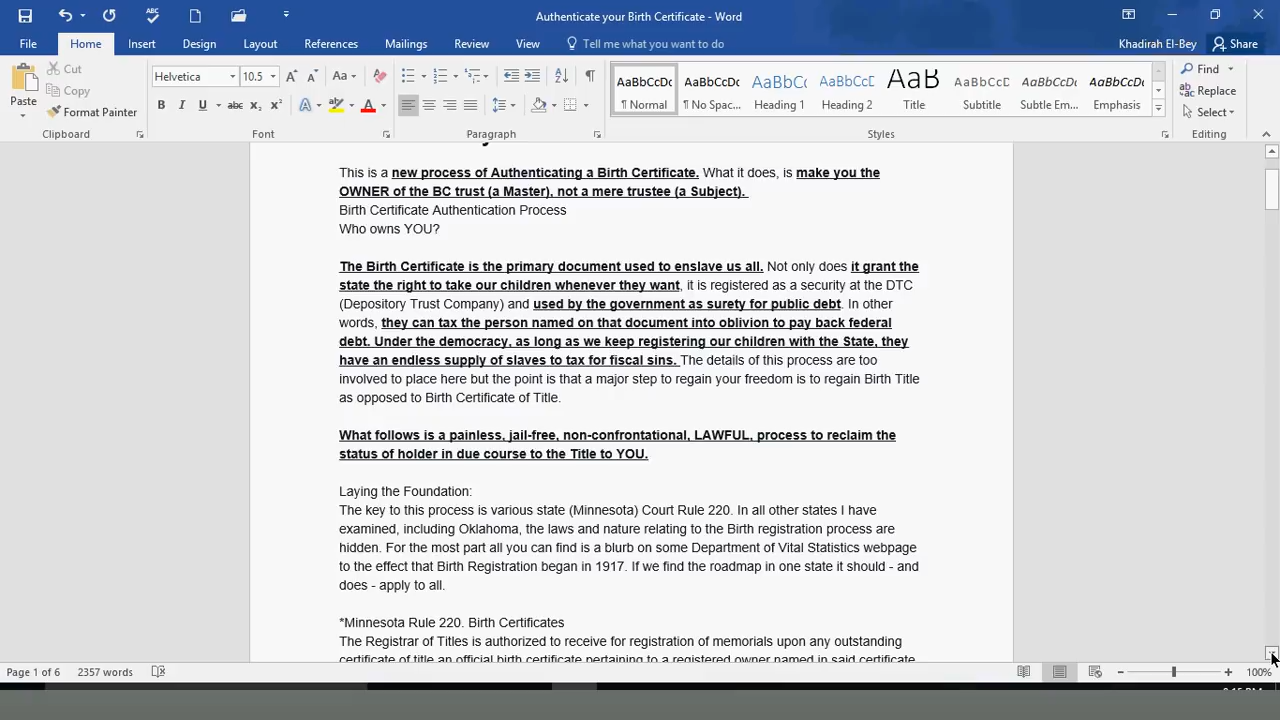 Authenticate your Birth Certificate - Word
File Home Insert Design Layout References Mailings Review View Tell me what you want to do Khadirah El-Bey Share
Paste
Cut
Copy
Format Painter
Clipboard
Helvetica 10.5
Font
Paragraph
AaBbCcDc ¶ Normal
AaBbCcDc ¶ No Spac...
AaBbCc Heading 1
AaBbCcD Heading 2
AaB Title
AaBbCcD Subtitle
AaBbCcDc Subtle Em...
AaBbCcDc Emphasis
Styles
Find
Replace
Select
Editing
This is a new process of Authenticating a Birth Certificate. What it does, is make you the
OWNER of the BC trust (a Master), not a mere trustee (a Subject).
Birth Certificate Authentication Process
Who owns YOU?
The Birth Certificate is the primary document used to enslave us all. Not only does it grant the
state the right to take our children whenever they want, it is registered as a security at the DTC
(Depository Trust Company) and used by the government as surety for public debt. In other
words, they can tax the person named on that document into oblivion to pay back federal
debt. Under the democracy, as long as we keep registering our children with the State, they
have an endless supply of slaves to tax for fiscal sins. The details of this process are too
involved to place here but the point is that a major step to regain your freedom is to regain Birth Title
as opposed to Birth Certificate of Title.
What follows is a painless, jail-free, non-confrontational, LAWFUL, process to reclaim the
status of holder in due course to the Title to YOU.
Laying the Foundation:
The key to this process is various state (Minnesota) Court Rule 220. In all other states I have
examined, including Oklahoma, the laws and nature relating to the Birth registration process are
hidden. For the most part all you can find is a blurb on some Department of Vital Statistics webpage
to the effect that Birth Registration began in 1917. If we find the roadmap in one state it should - and
does - apply to all.
*Minnesota Rule 220. Birth Certificates
The Registrar of Titles is authorized to receive for registration of memorials upon any outstanding
certificate of title an official birth certificate pertaining to a registered owner named in said certificate
Page 1 of 6 2357 words 100%